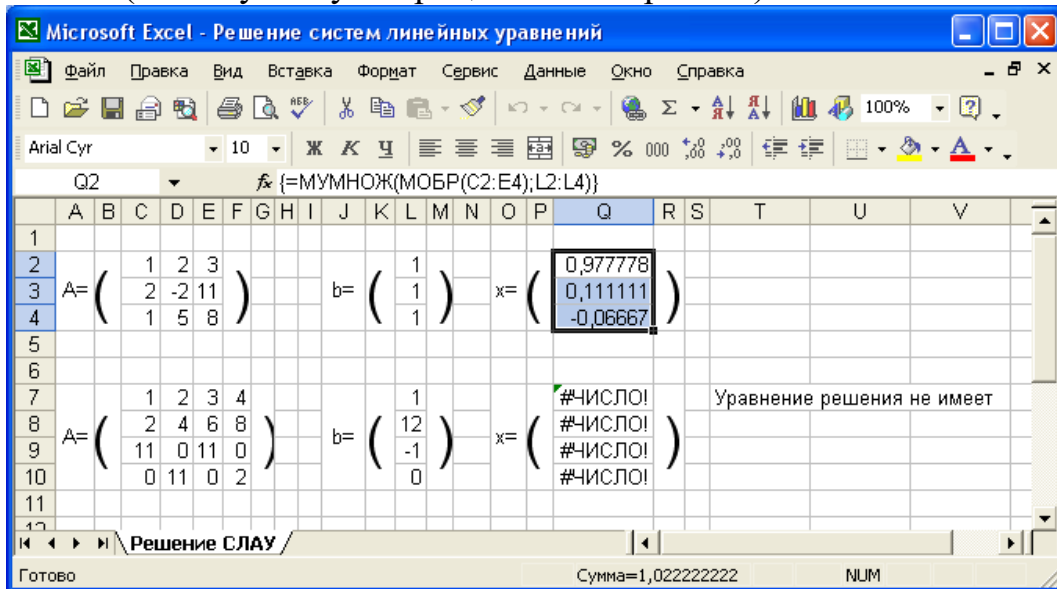 Microsoft Excel - Решение систем линейных уравнений
Файл Правка Вид Вставка Формат Сервис Данные Окно Справка
100%
Arial Cyr 10 Ж К Ч % 000
Q2 fx {=МУМНОЖ(МОБР(C2:E4);L2:L4)}
A B C D E F G H I J K L M N O P Q R S T U V
1
2 1 2 3 1 0,977778
3 A= ( 2 -2 11 ) b= ( 1 ) x= ( 0,111111 )
4 1 5 8 1 -0,06667
5
6
7 1 2 3 4 1 #ЧИСЛО! Уравнение решения не имеет
8 2 4 6 8 12 #ЧИСЛО!
A= ( ) b= ( ) x= ( )
9 11 0 11 0 -1 #ЧИСЛО!
10 0 11 0 2 0 #ЧИСЛО!
11
Решение СЛАУ
Готово Сумма=1,022222222 NUM